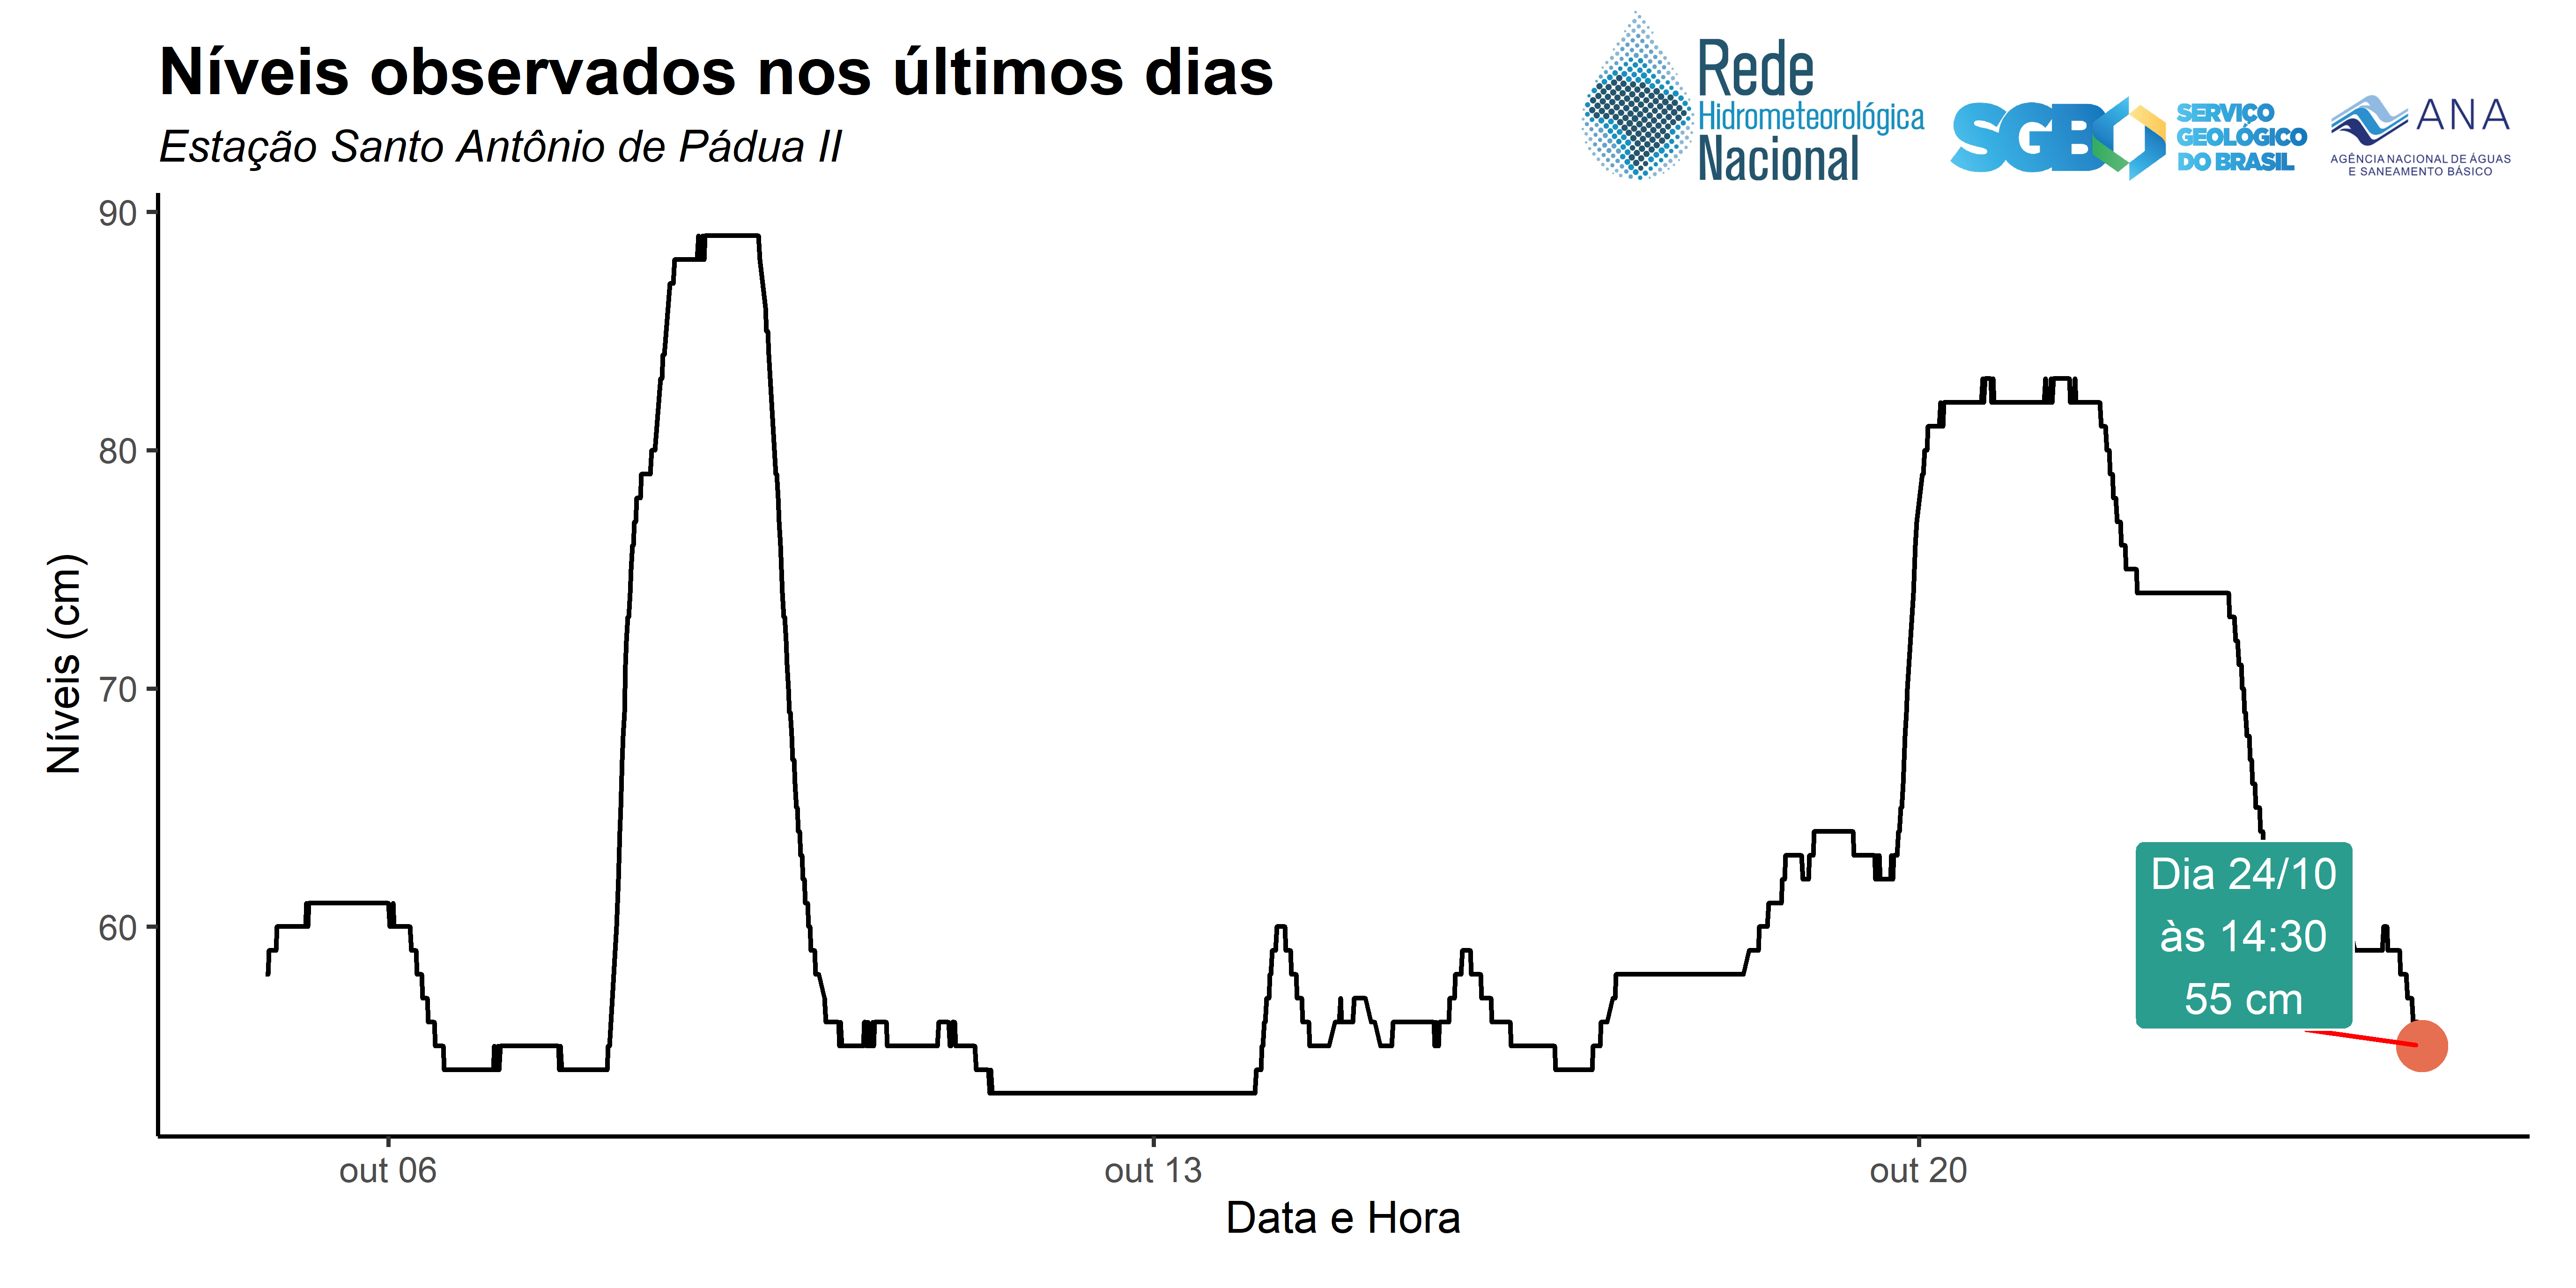 Níveis observados nos últimos dias
Estação Santo Antônio de Pádua II
Rede
Hidrometeorológica
Nacional
SGB
SERVIÇO
GEOLÓGICO
DO BRASIL
ANA
AGÊNCIA NACIONAL DE ÁGUAS
E SANEAMENTO BÁSICO
Níveis (cm)
90
80
70
60
Dia 24/10
às 14:30
55 cm
out 06
out 13
out 20
Data e Hora